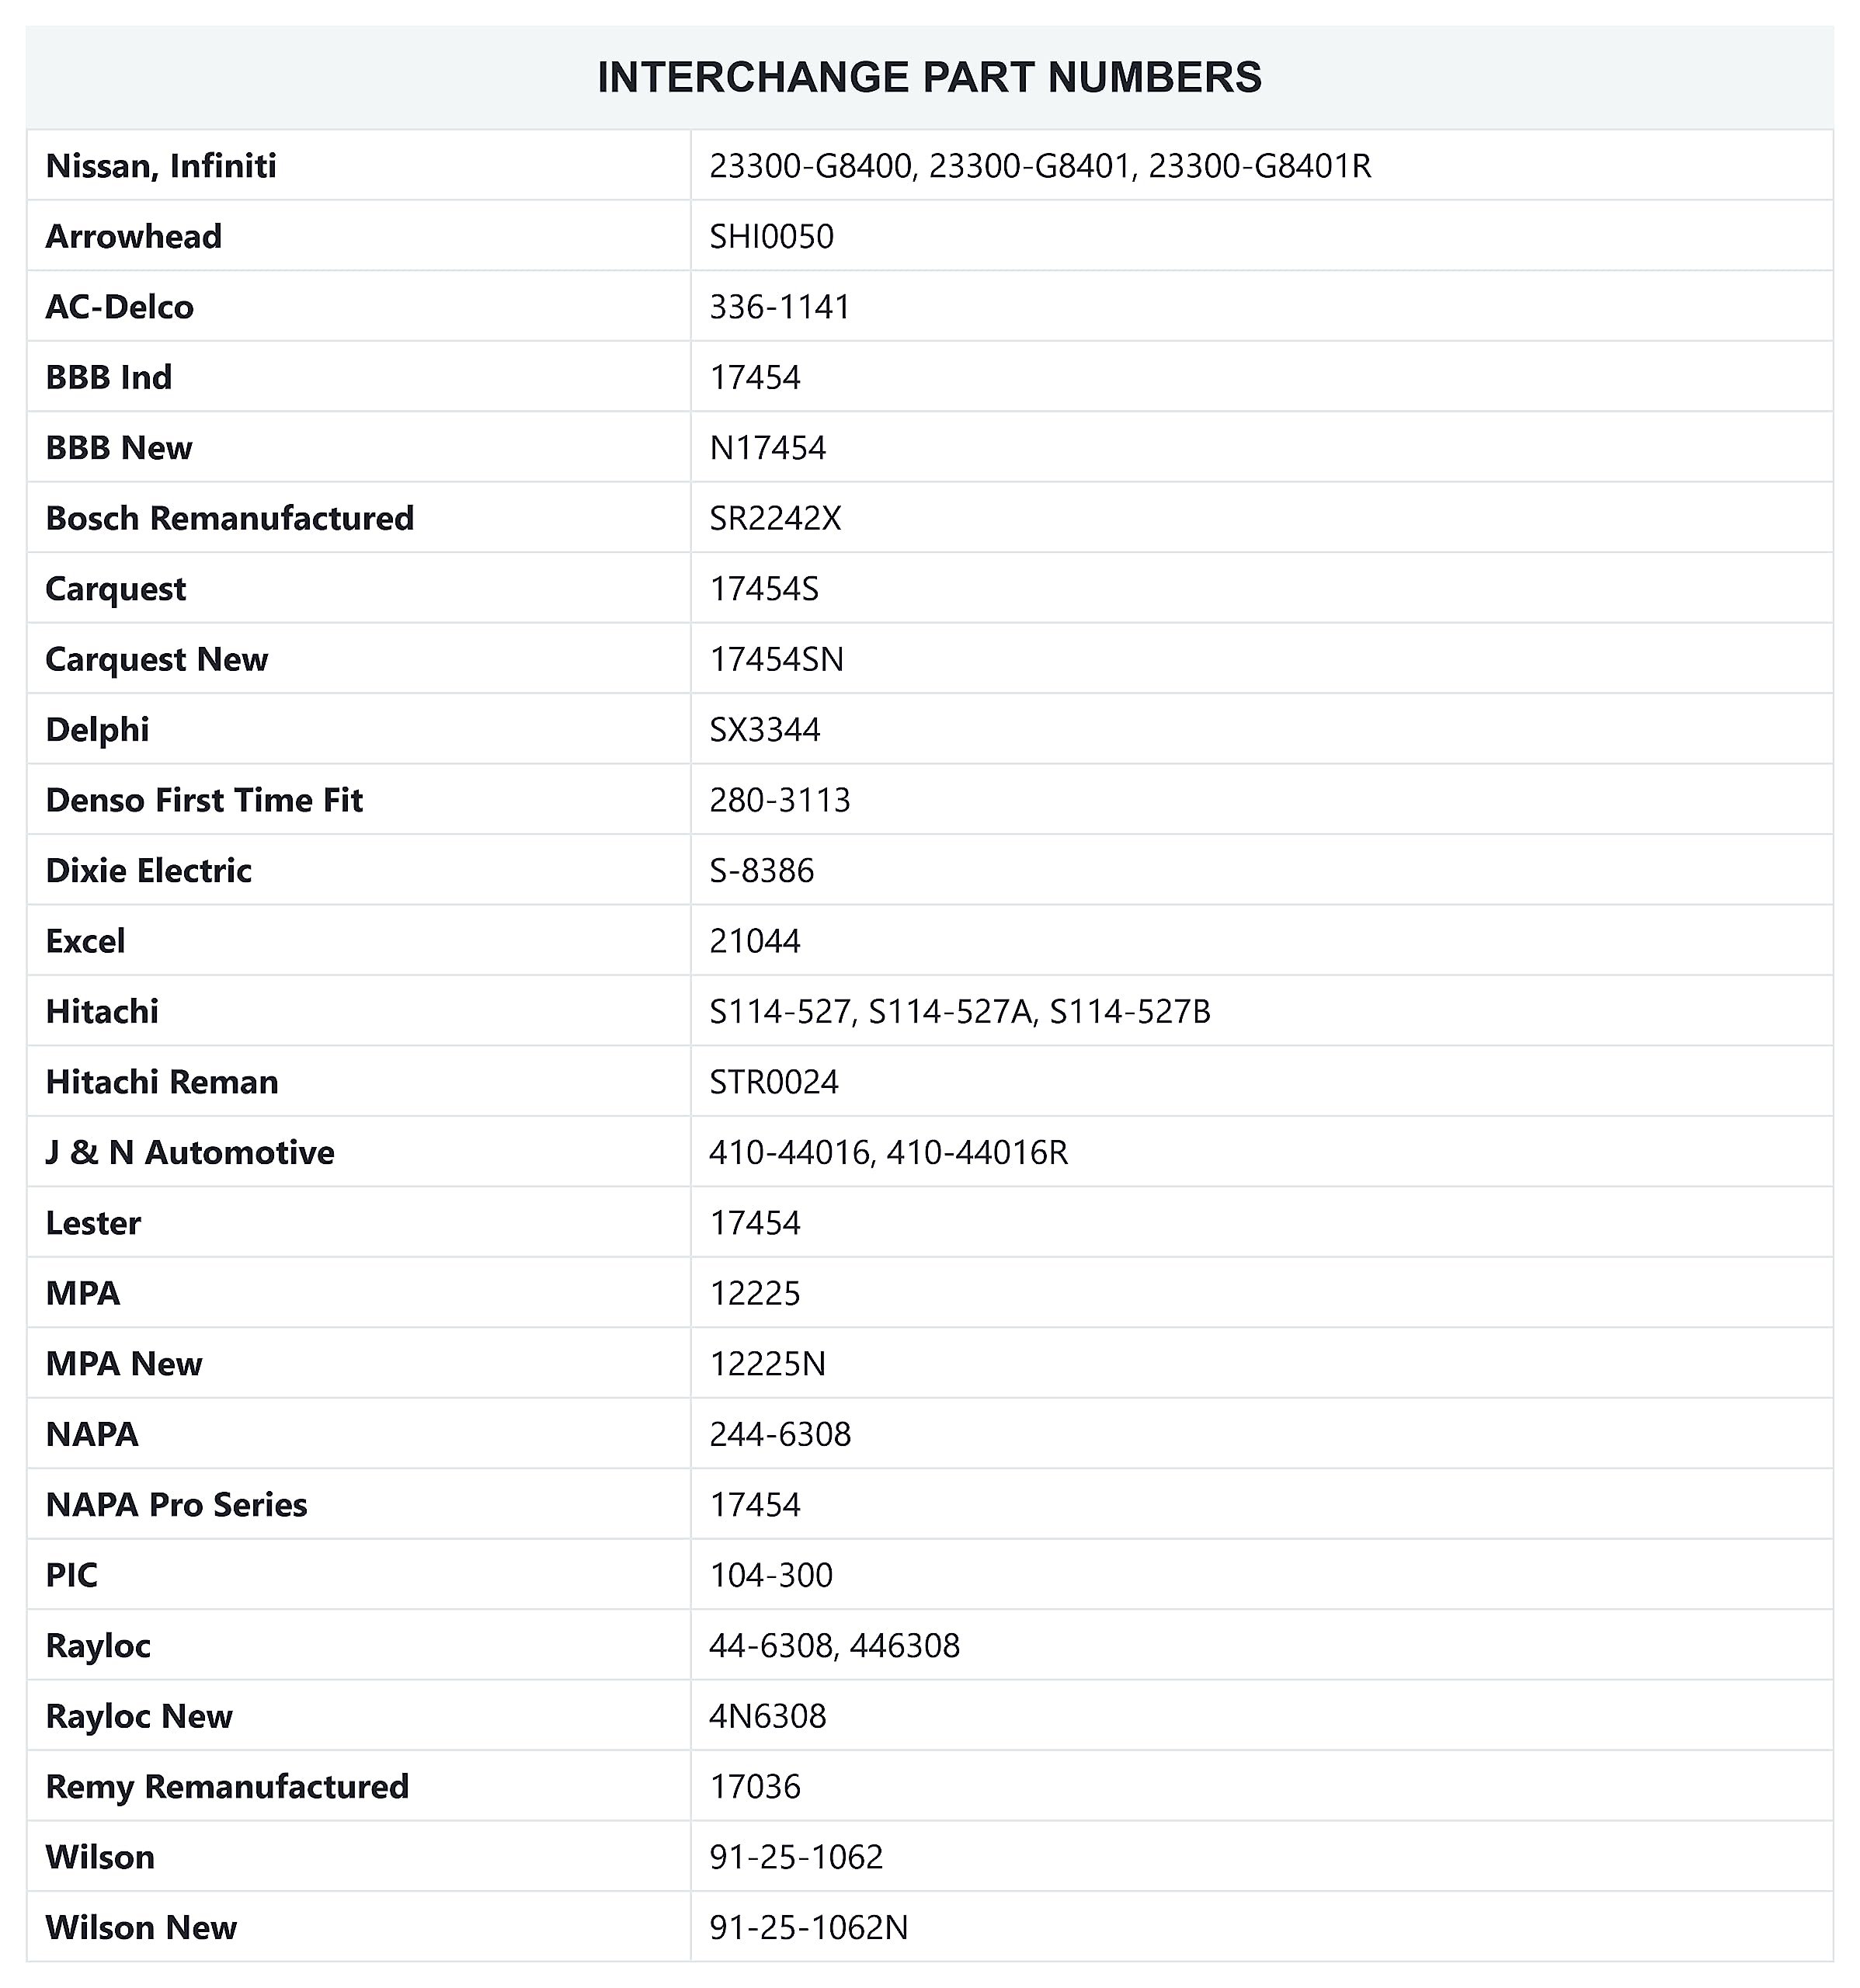 INTERCHANGE PART NUMBERS
Nissan, Infiniti 23300-G8400, 23300-G8401, 23300-G8401R
Arrowhead SHI0050
AC-Delco 336-1141
BBB Ind 17454
BBB New N17454
Bosch Remanufactured SR2242X
Carquest 17454S
Carquest New 17454SN
Delphi SX3344
Denso First Time Fit 280-3113
Dixie Electric S-8386
Excel 21044
Hitachi S114-527, S114-527A, S114-527B
Hitachi Reman STR0024
J & N Automotive 410-44016, 410-44016R
Lester 17454
MPA 12225
MPA New 12225N
NAPA 244-6308
NAPA Pro Series 17454
PIC 104-300
Rayloc 44-6308, 446308
Rayloc New 4N6308
Remy Remanufactured 17036
Wilson 91-25-1062
Wilson New 91-25-1062N